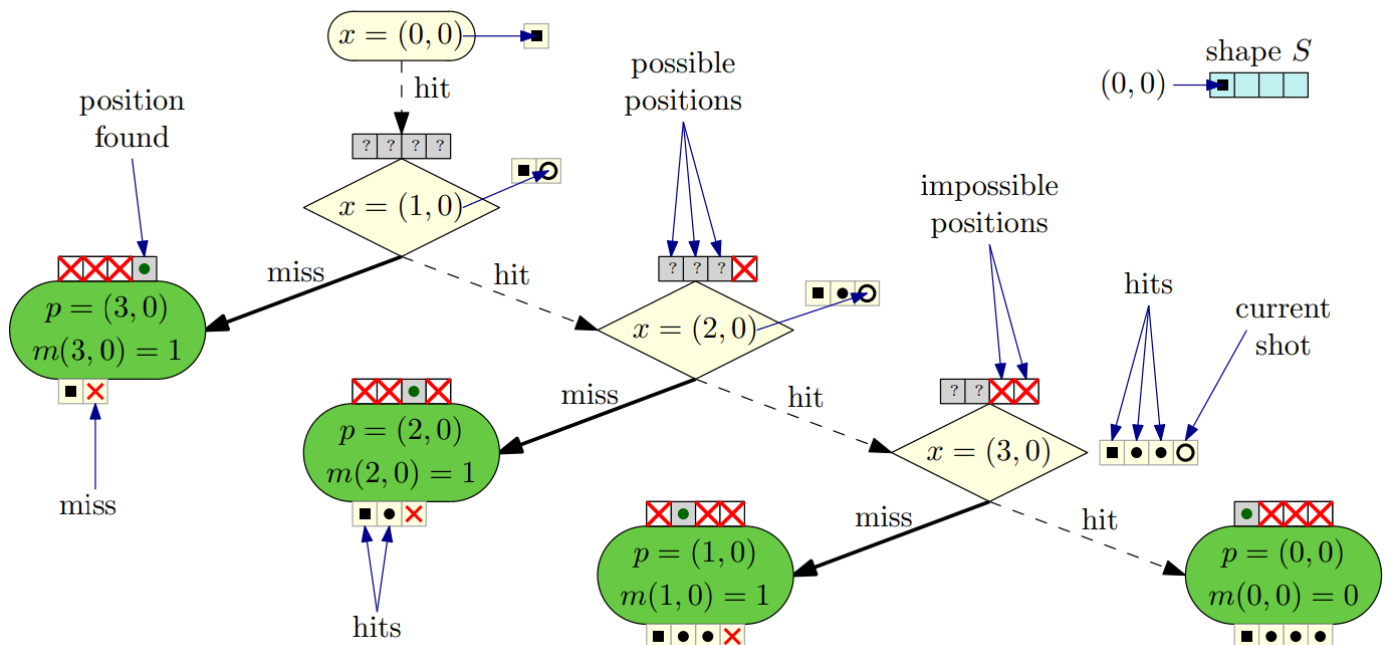 x = (0, 0)
hit
shape S
(0, 0)
possible
positions
position
found
? ? ? ?
x = (1, 0)
impossible
positions
miss
hit
? ? ?
p = (3, 0)
m(3, 0) = 1
x = (2, 0)
hits
current
shot
miss
hit
? ?
p = (2, 0)
m(2, 0) = 1
x = (3, 0)
miss
miss
hit
p = (1, 0)
m(1, 0) = 1
p = (0, 0)
m(0, 0) = 0
hits